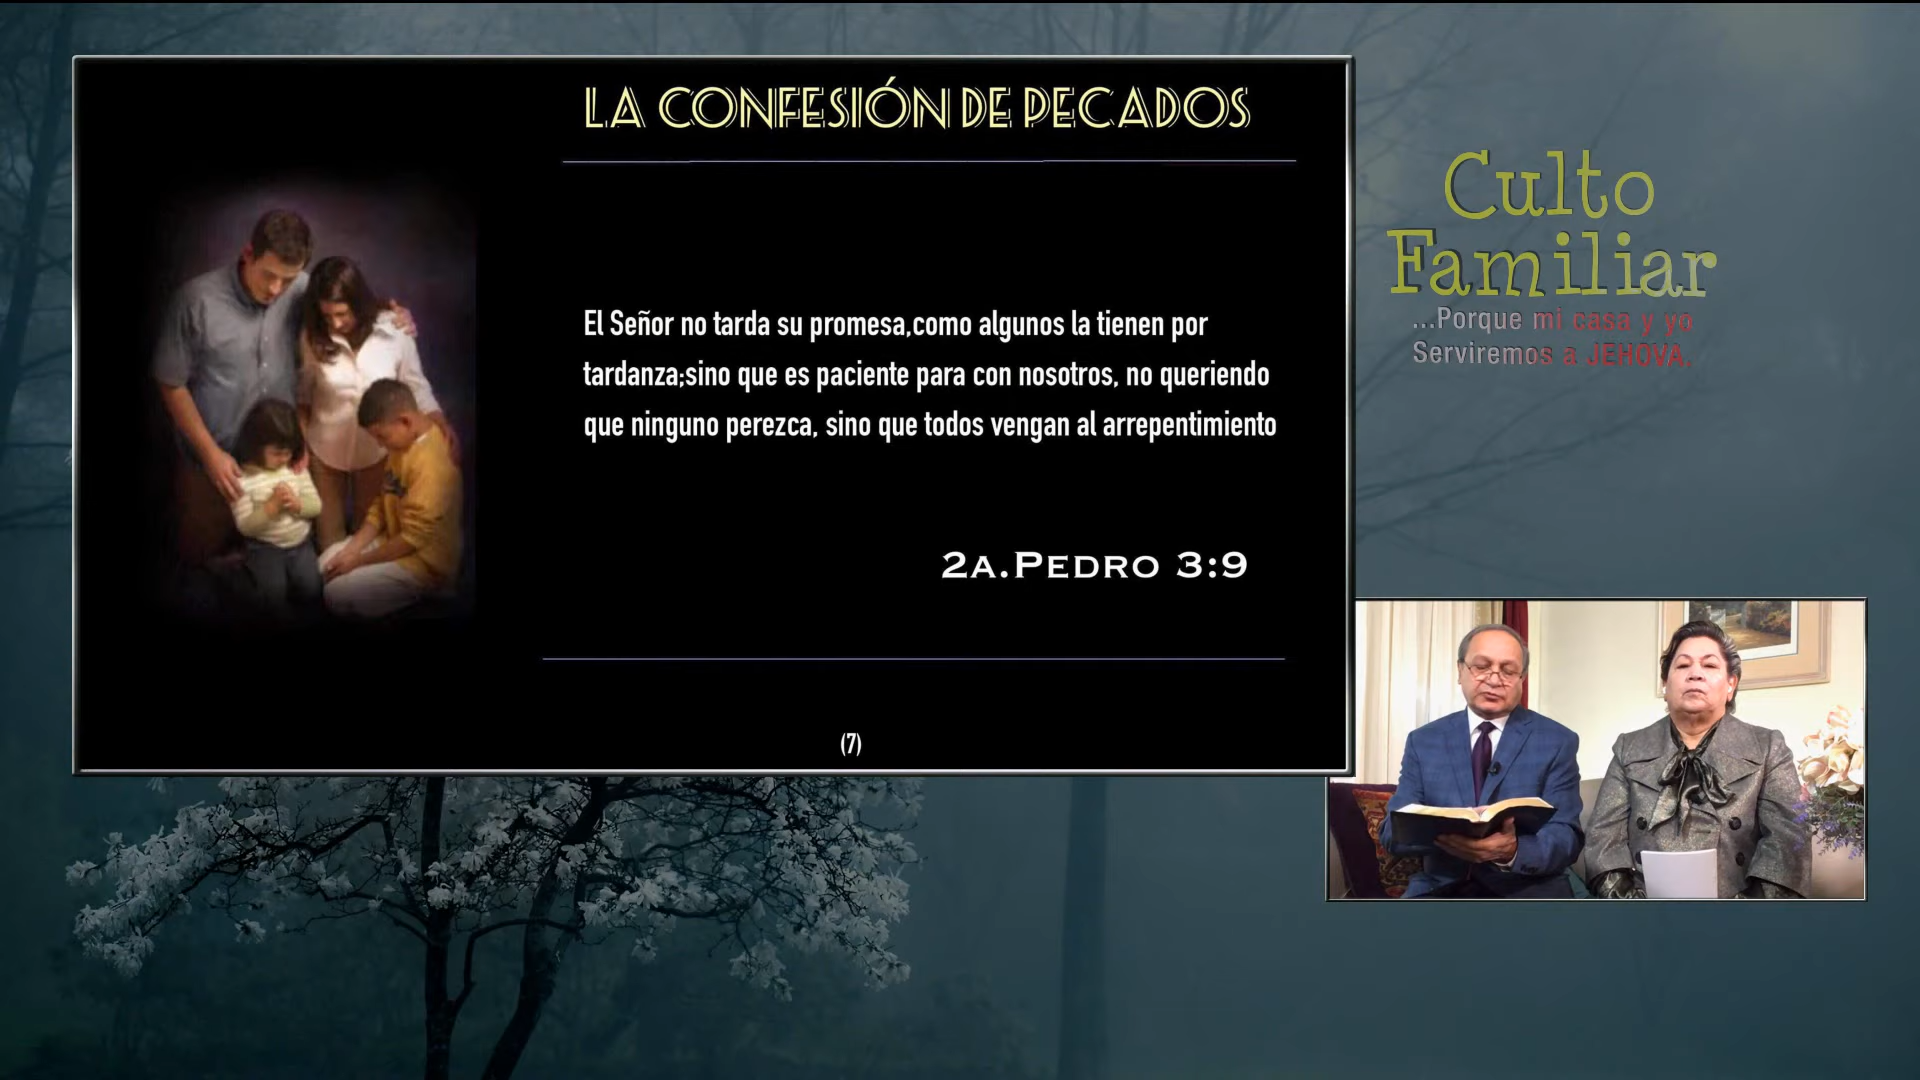 LA CONFESIÓN DE PECADOS
El Señor no tarda su promesa,como algunos la tienen por
tardanza;sino que es paciente para con nosotros, no queriendo
que ninguno perezca, sino que todos vengan al arrepentimiento
2a.Pedro 3:9
(7)
Culto
Familiar
...Porque mi casa y yo
Serviremos a JEHOVA.